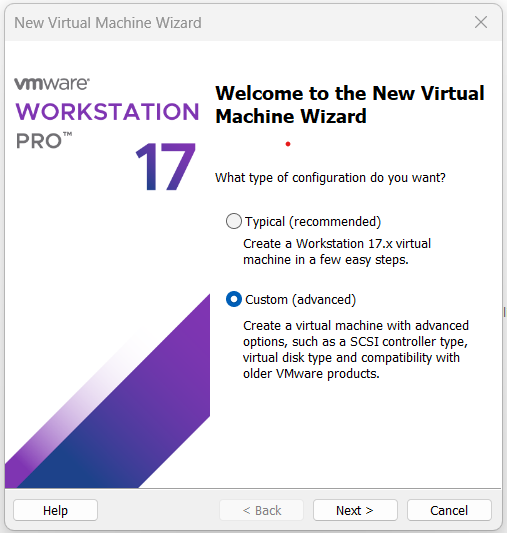 New Virtual Machine Wizard
vmware®
WORKSTATION
PRO™
17
Welcome to the New Virtual
Machine Wizard
What type of configuration do you want?
Typical (recommended)
Create a Workstation 17.x virtual
machine in a few easy steps.
Custom (advanced)
Create a virtual machine with advanced
options, such as a SCSI controller type,
virtual disk type and compatibility with
older VMware products.
Help
< Back
Next >
Cancel